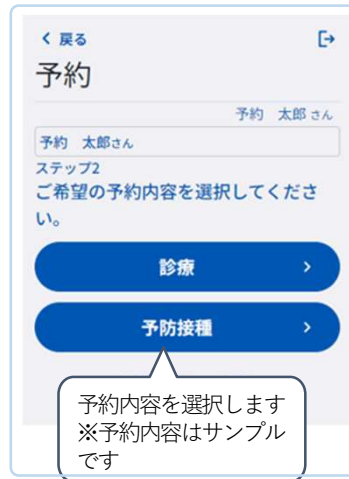 戻る
予約
予約　太郎 さん
予約　太郎さん
ステップ2
ご希望の予約内容を選択してくださ
い。
診療
予防接種
予約内容を選択します
※予約内容はサンプル
です